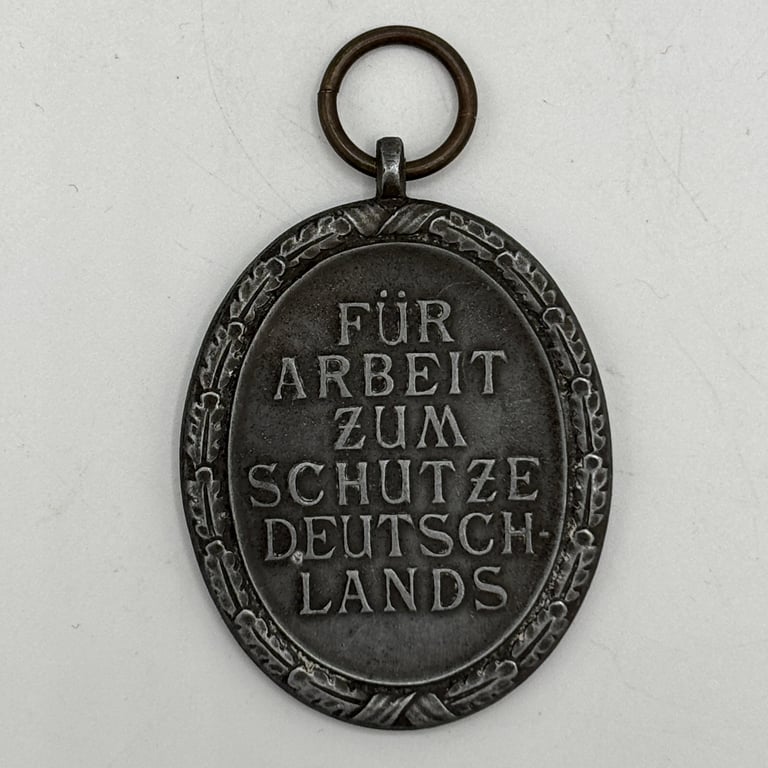 FÜR
ARBEIT
ZUM
SCHUTZE
DEUTSCH-
LANDS